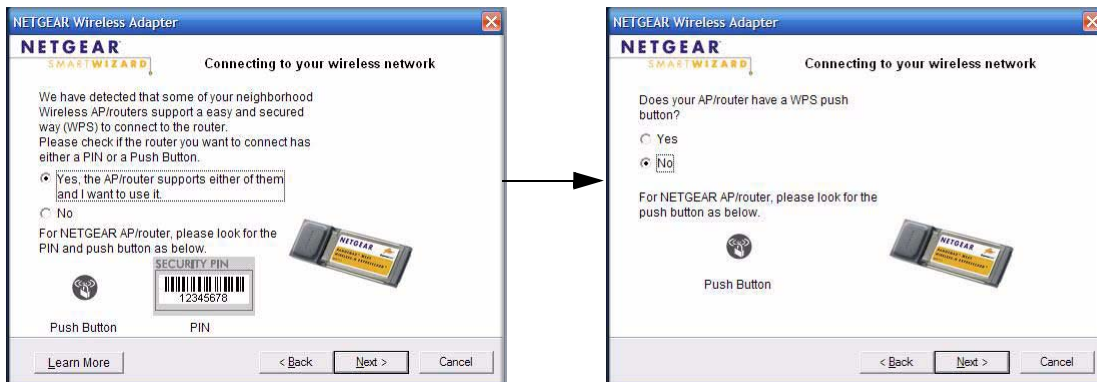 NETGEAR Wireless Adapter
NETGEAR
SMARTWIZARD
Connecting to your wireless network
We have detected that some of your neighborhood
Wireless AP/routers support a easy and secured
way (WPS) to connect to the router.
Please check if the router you want to connect has
either a PIN or a Push Button.
Yes, the AP/router supports either of them
and I want to use it.
No
For NETGEAR AP/router, please look for the
PIN and push button as below.
NETGEAR
SECURITY PIN
12345678
Push Button
PIN
Learn More
< Back
Next >
Cancel
NETGEAR Wireless Adapter
NETGEAR
SMARTWIZARD
Connecting to your wireless network
Does your AP/router have a WPS push
button?
Yes
No
For NETGEAR AP/router, please look for the
push button as below.
NETGEAR
Push Button
< Back
Next >
Cancel